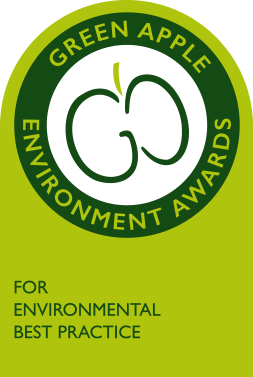 GREEN APPLE
ENVIRONMENT AWARDS
FOR
ENVIRONMENTAL
BEST PRACTICE